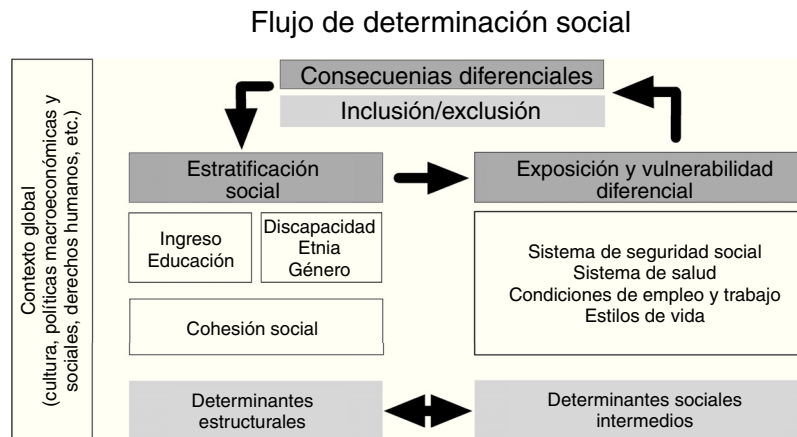 Flujo de determinación social
Contexto global
(cultura, políticas macroeconómicas y
sociales, derechos humanos, etc.)
Consecuenias diferenciales
Inclusión/exclusión
Estratificación
social
Exposición y vulnerabilidad
diferencial
Ingreso
Educación
Discapacidad
Etnia
Género
Cohesión social
Sistema de seguridad social
Sistema de salud
Condiciones de empleo y trabajo
Estilos de vida
Determinantes
estructurales
Determinantes sociales
intermedios